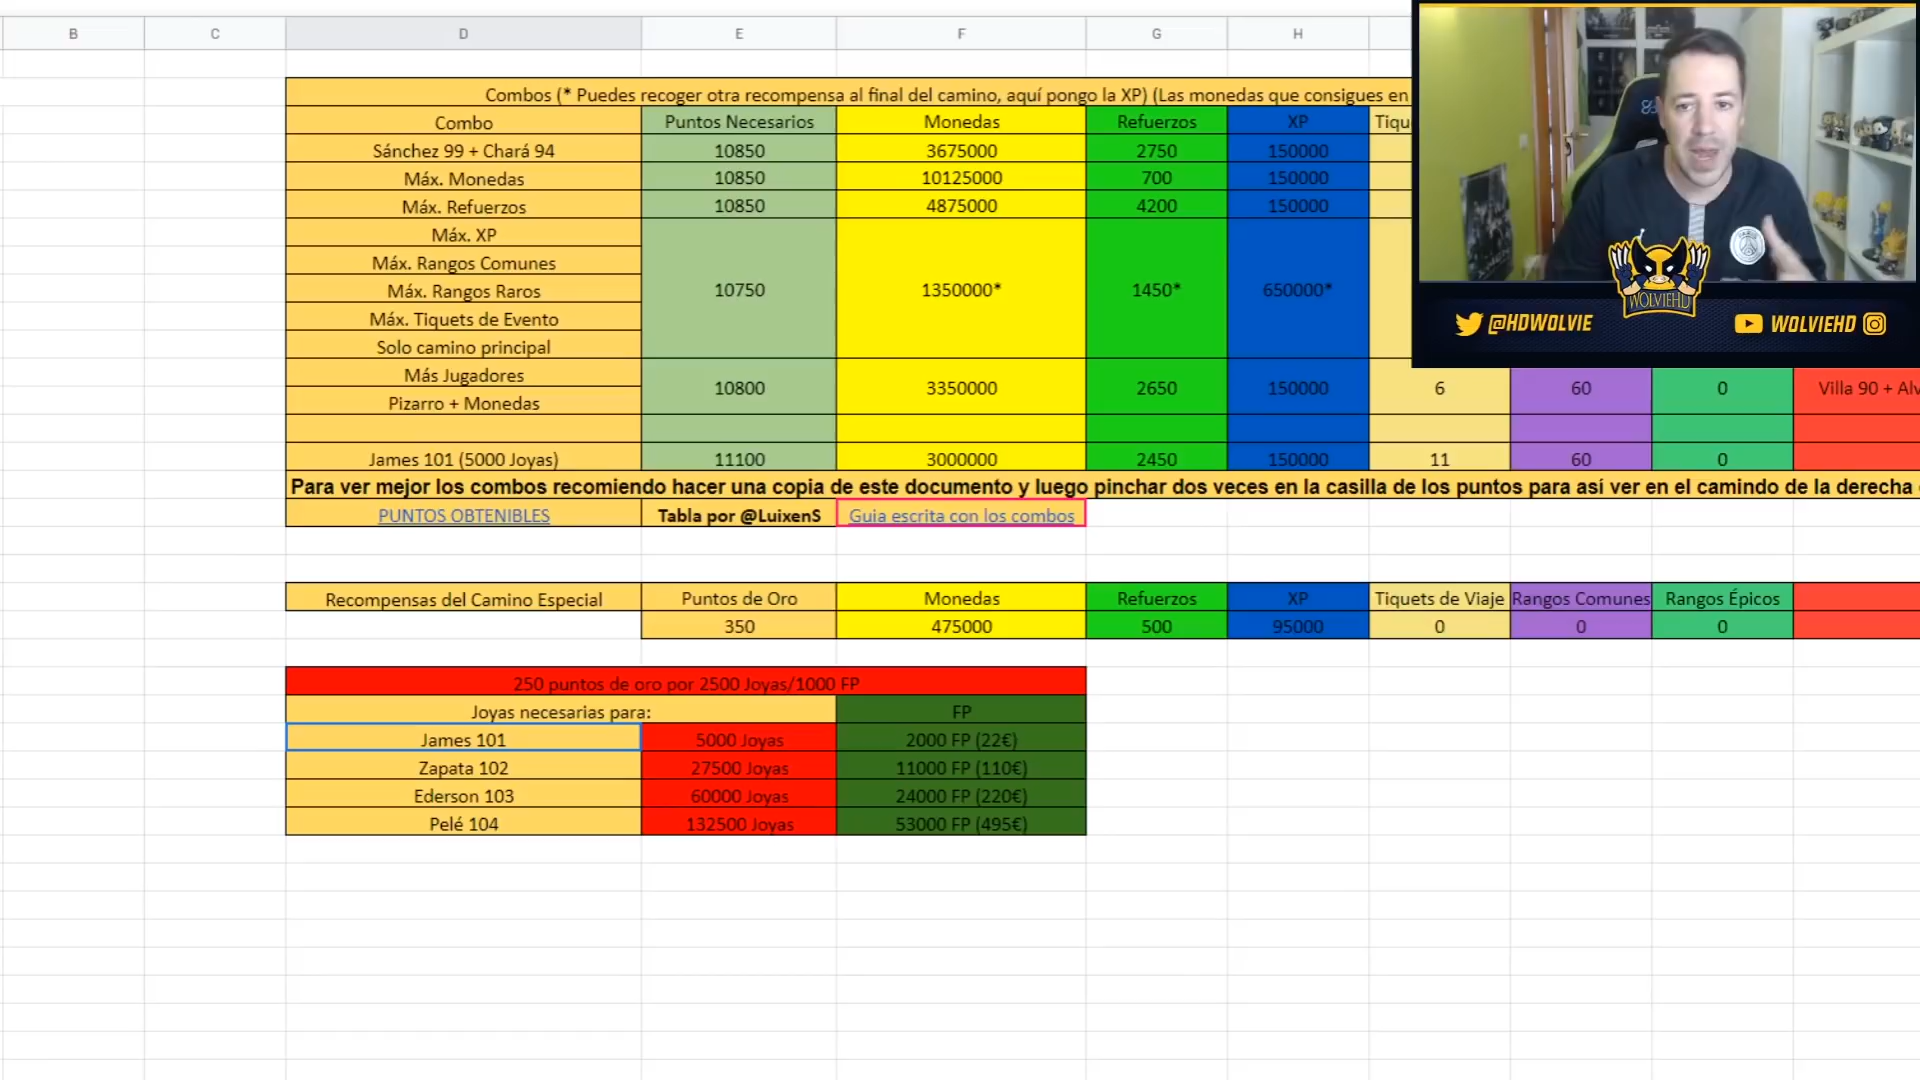 B C D E F G H
Combos (* Puedes recoger otra recompensa al final del camino, aquí pongo la XP) (Las monedas que consigues en
Combo Puntos Necesarios Monedas Refuerzos XP Tiqu
Sánchez 99 + Chará 94 10850 3675000 2750 150000
Máx. Monedas 10850 10125000 700 150000
Máx. Refuerzos 10850 4875000 4200 150000
Máx. XP
Máx. Rangos Comunes
Máx. Rangos Raros 10750 1350000* 1450* 650000*
Máx. Tiquets de Evento
Solo camino principal
Más Jugadores 10800 3350000 2650 150000 6 60 0 Villa 90 + Alv
Pizarro + Monedas
James 101 (5000 Joyas) 11100 3000000 2450 150000 11 60 0
Para ver mejor los combos recomiendo hacer una copia de este documento y luego pinchar dos veces en la casilla de los puntos para así ver en el camindo de la derecha
PUNTOS OBTENIBLES Tabla por @LuixenS Guia escrita con los combos
Recompensas del Camino Especial Puntos de Oro Monedas Refuerzos XP Tiquets de Viaje Rangos Comunes Rangos Épicos
350 475000 500 95000 0 0 0
250 puntos de oro por 2500 Joyas/1000 FP
Joyas necesarias para: FP
James 101 5000 Joyas 2000 FP (22€)
Zapata 102 27500 Joyas 11000 FP (110€)
Ederson 103 60000 Joyas 24000 FP (220€)
Pelé 104 132500 Joyas 53000 FP (495€)
WOLVIEHD
@HDWOLVIE WOLVIEHD